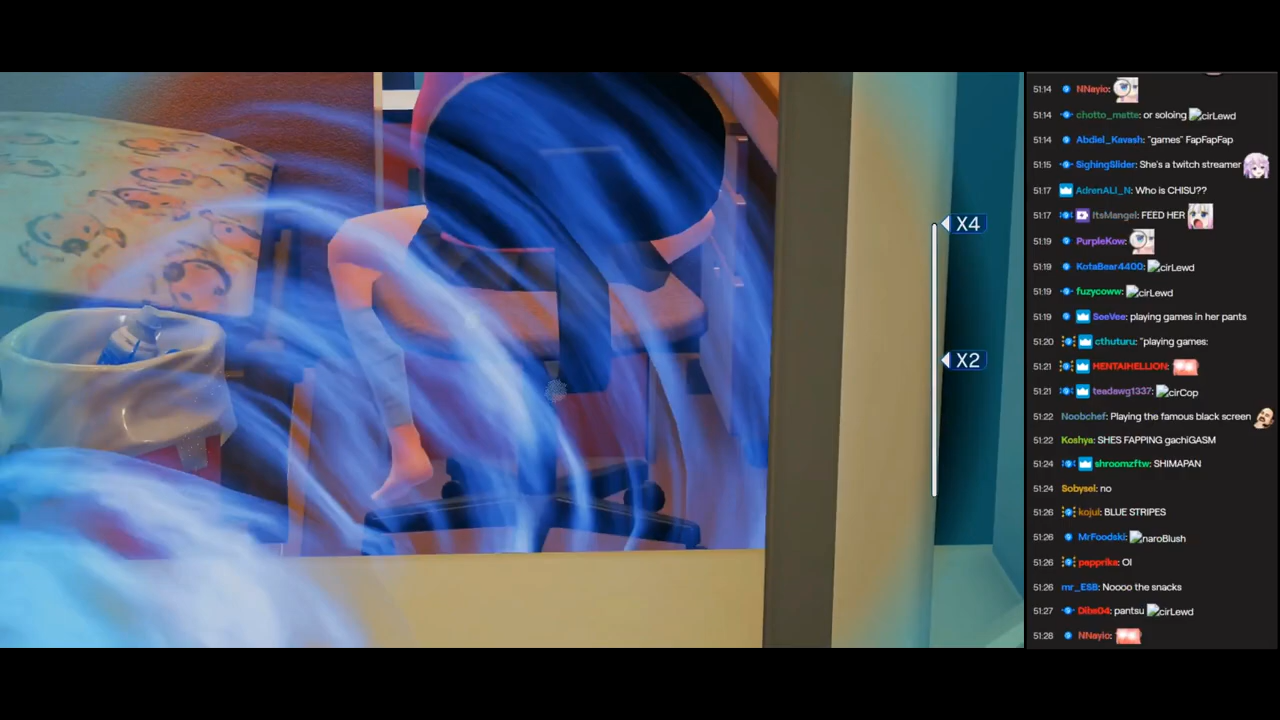 X4
X2
51:14 NNayio:
51:14 chotto_matte: or soloing cirLewd
51:14 Abdiel_Kavash: "games" FapFapFap
51:15 SighingSlider: She's a twitch streamer
51:17 AdrenALI_N: Who is CHISU??
51:17 ItsMangel: FEED HER
51:19 PurpleKow:
51:19 KotaBear4400: cirLewd
51:19 fuzycoww: cirLewd
51:19 SoeVee: playing games in her pants
51:20 cthuturu: "playing games:
51:21 HENTAIHELLION:
51:21 teadawg1337: cirCop
51:22 Noobchef: Playing the famous black screen
51:22 Koshya: SHES FAPPING gachiGASM
51:24 shroomzftw: SHIMAPAN
51:24 Sobysel: no
51:26 kojul: BLUE STRIPES
51:26 MrFoodski: naroBlush
51:26 papprika: OI
51:26 mr_ESB: Noooo the snacks
51:27 Dihe04: pantsu cirLewd
51:28 NNayio: